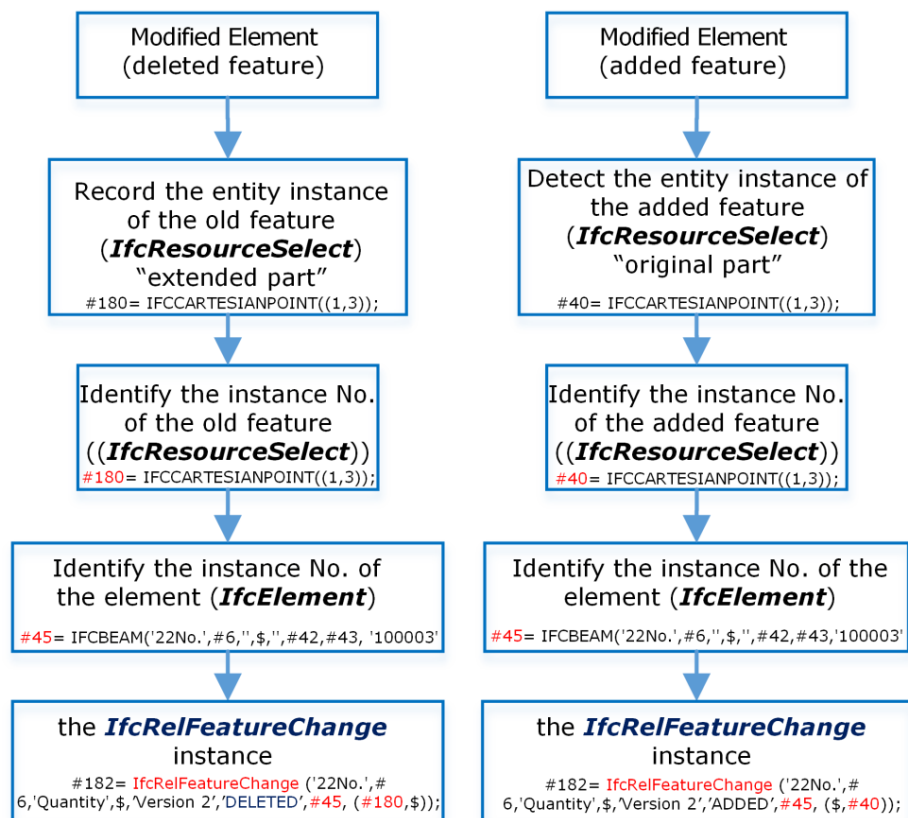 Modified Element
(deleted feature)
Record the entity instance
of the old feature
(IfcResourceSelect)
“extended part”
#180= IFCCARTESIANPOINT((1,3));
Identify the instance No.
of the old feature
((IfcResourceSelect))
#180= IFCCARTESIANPOINT((1,3));
Identify the instance No. of
the element (IfcElement)
#45= IFCBEAM('22No.',#6,'',$,'',#42,#43, '100003'
the IfcRelFeatureChange
instance
#182= IfcRelFeatureChange ('22No.',#
6,'Quantity',$,'Version 2','DELETED',#45, (#180,$));
Modified Element
(added feature)
Detect the entity instance of
the added feature
(IfcResourceSelect)
“original part”
#40= IFCCARTESIANPOINT((1,3));
Identify the instance No.
of the added feature
((IfcResourceSelect))
#40= IFCCARTESIANPOINT((1,3));
Identify the instance No. of the
element (IfcElement)
#45= IFCBEAM('22No.',#6,'',$,'',#42,#43,'100003'
the IfcRelFeatureChange
instance
#182= IfcRelFeatureChange ('22No.',#
6,'Quantity',$,'Version 2','ADDED',#45, ($,#40));